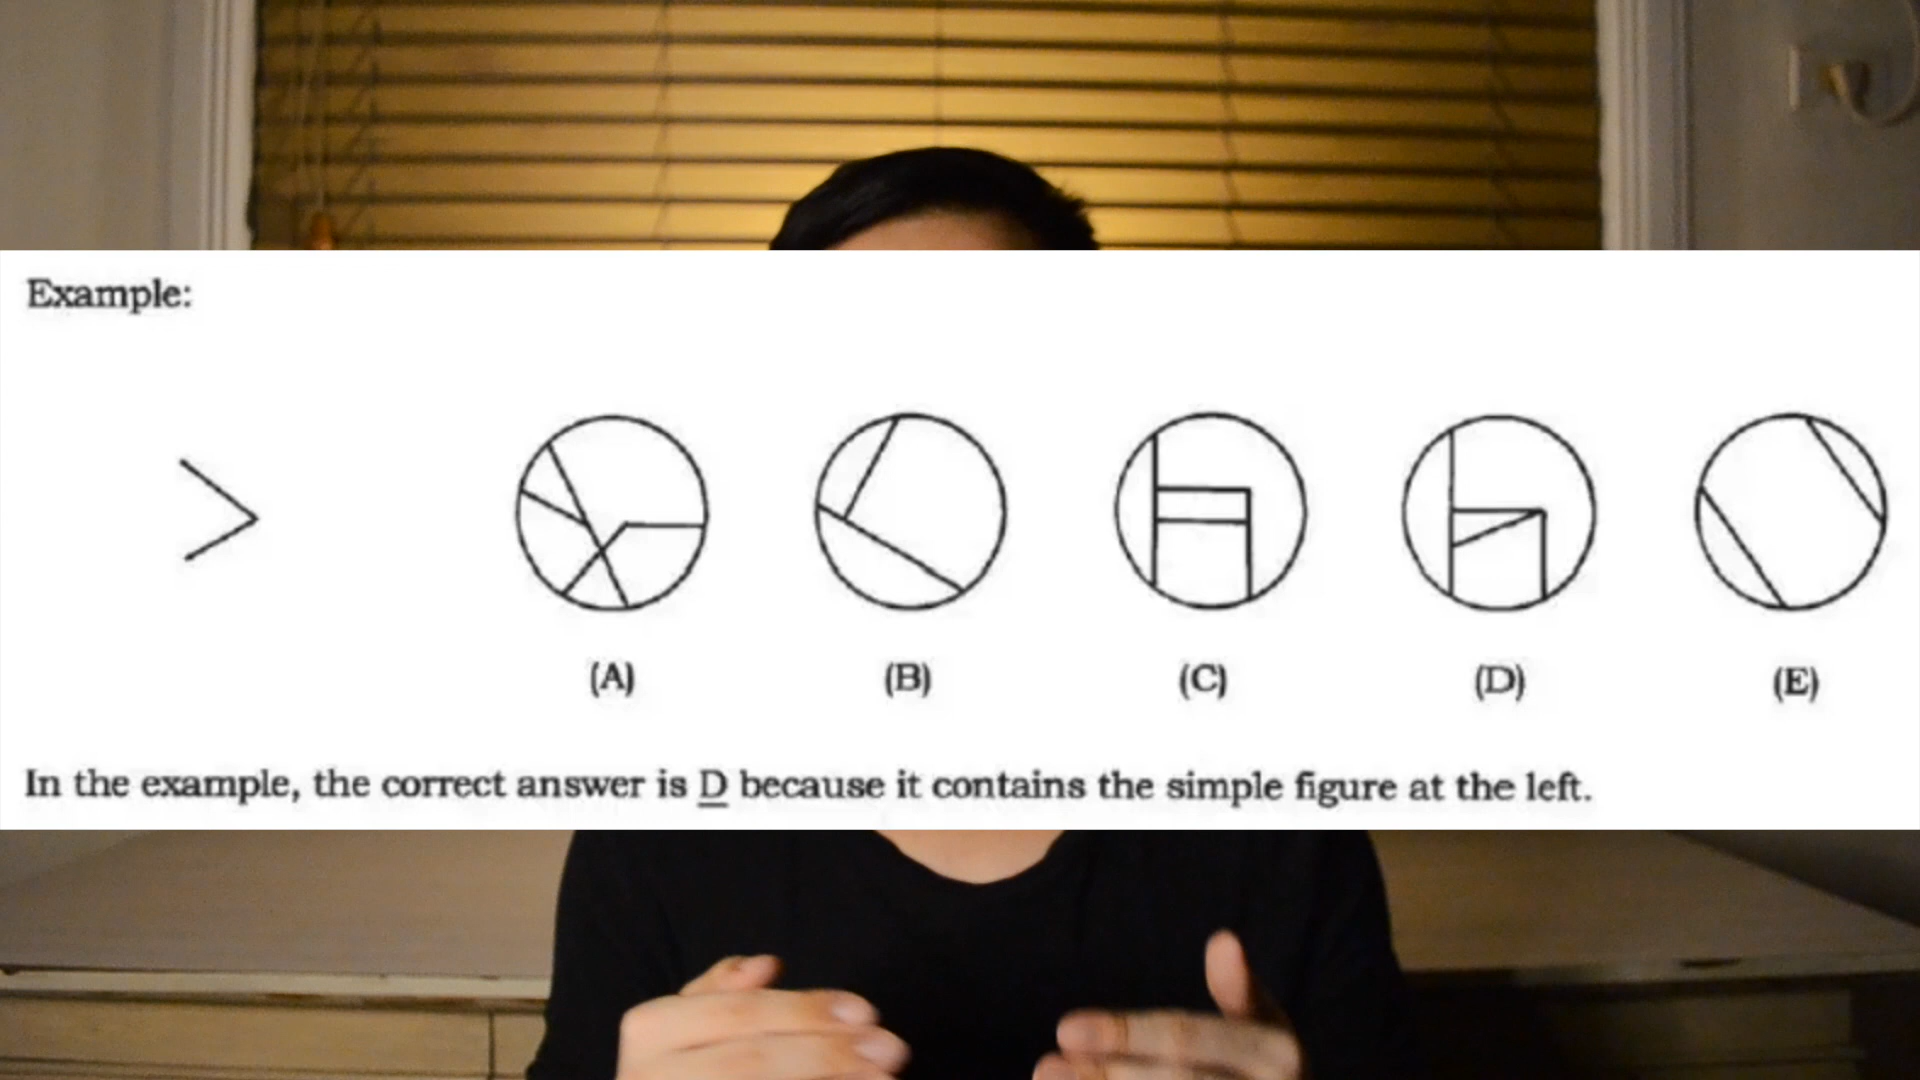 Example:
(A) (B) (C) (D) (E)
In the example, the correct answer is D because it contains the simple figure at the left.